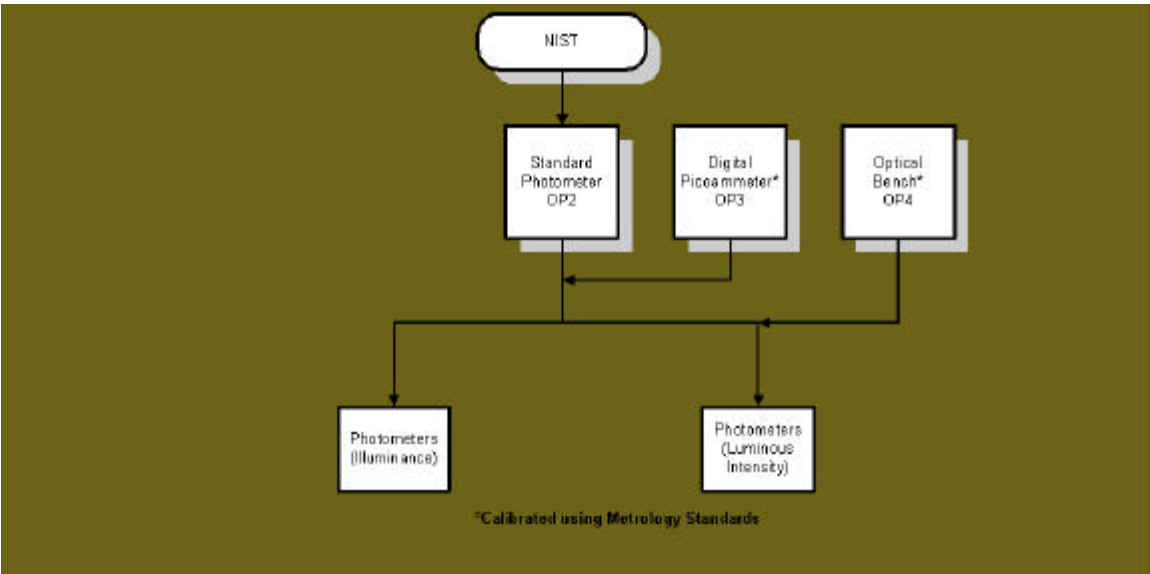 NIST
Standard
Photometer
OP2
Digital
Picoammeter*
OP3
Optical
Bench*
OP4
Photometers
(Illuminance)
Photometers
(Luminous
Intensity)
*Calibrated using Metrology Standards